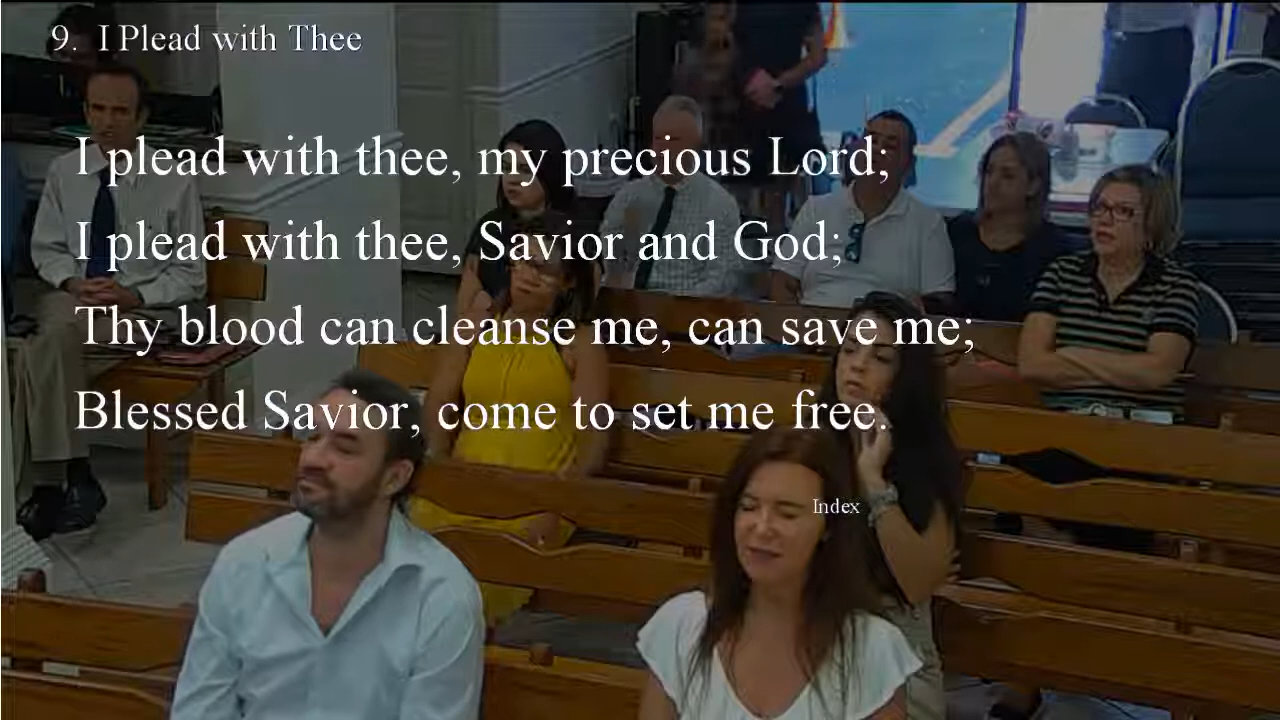 9. I Plead with Thee
I plead with thee, my precious Lord;
I plead with thee, Savior and God;
Thy blood can cleanse me, can save me;
Blessed Savior, come to set me free.
Index